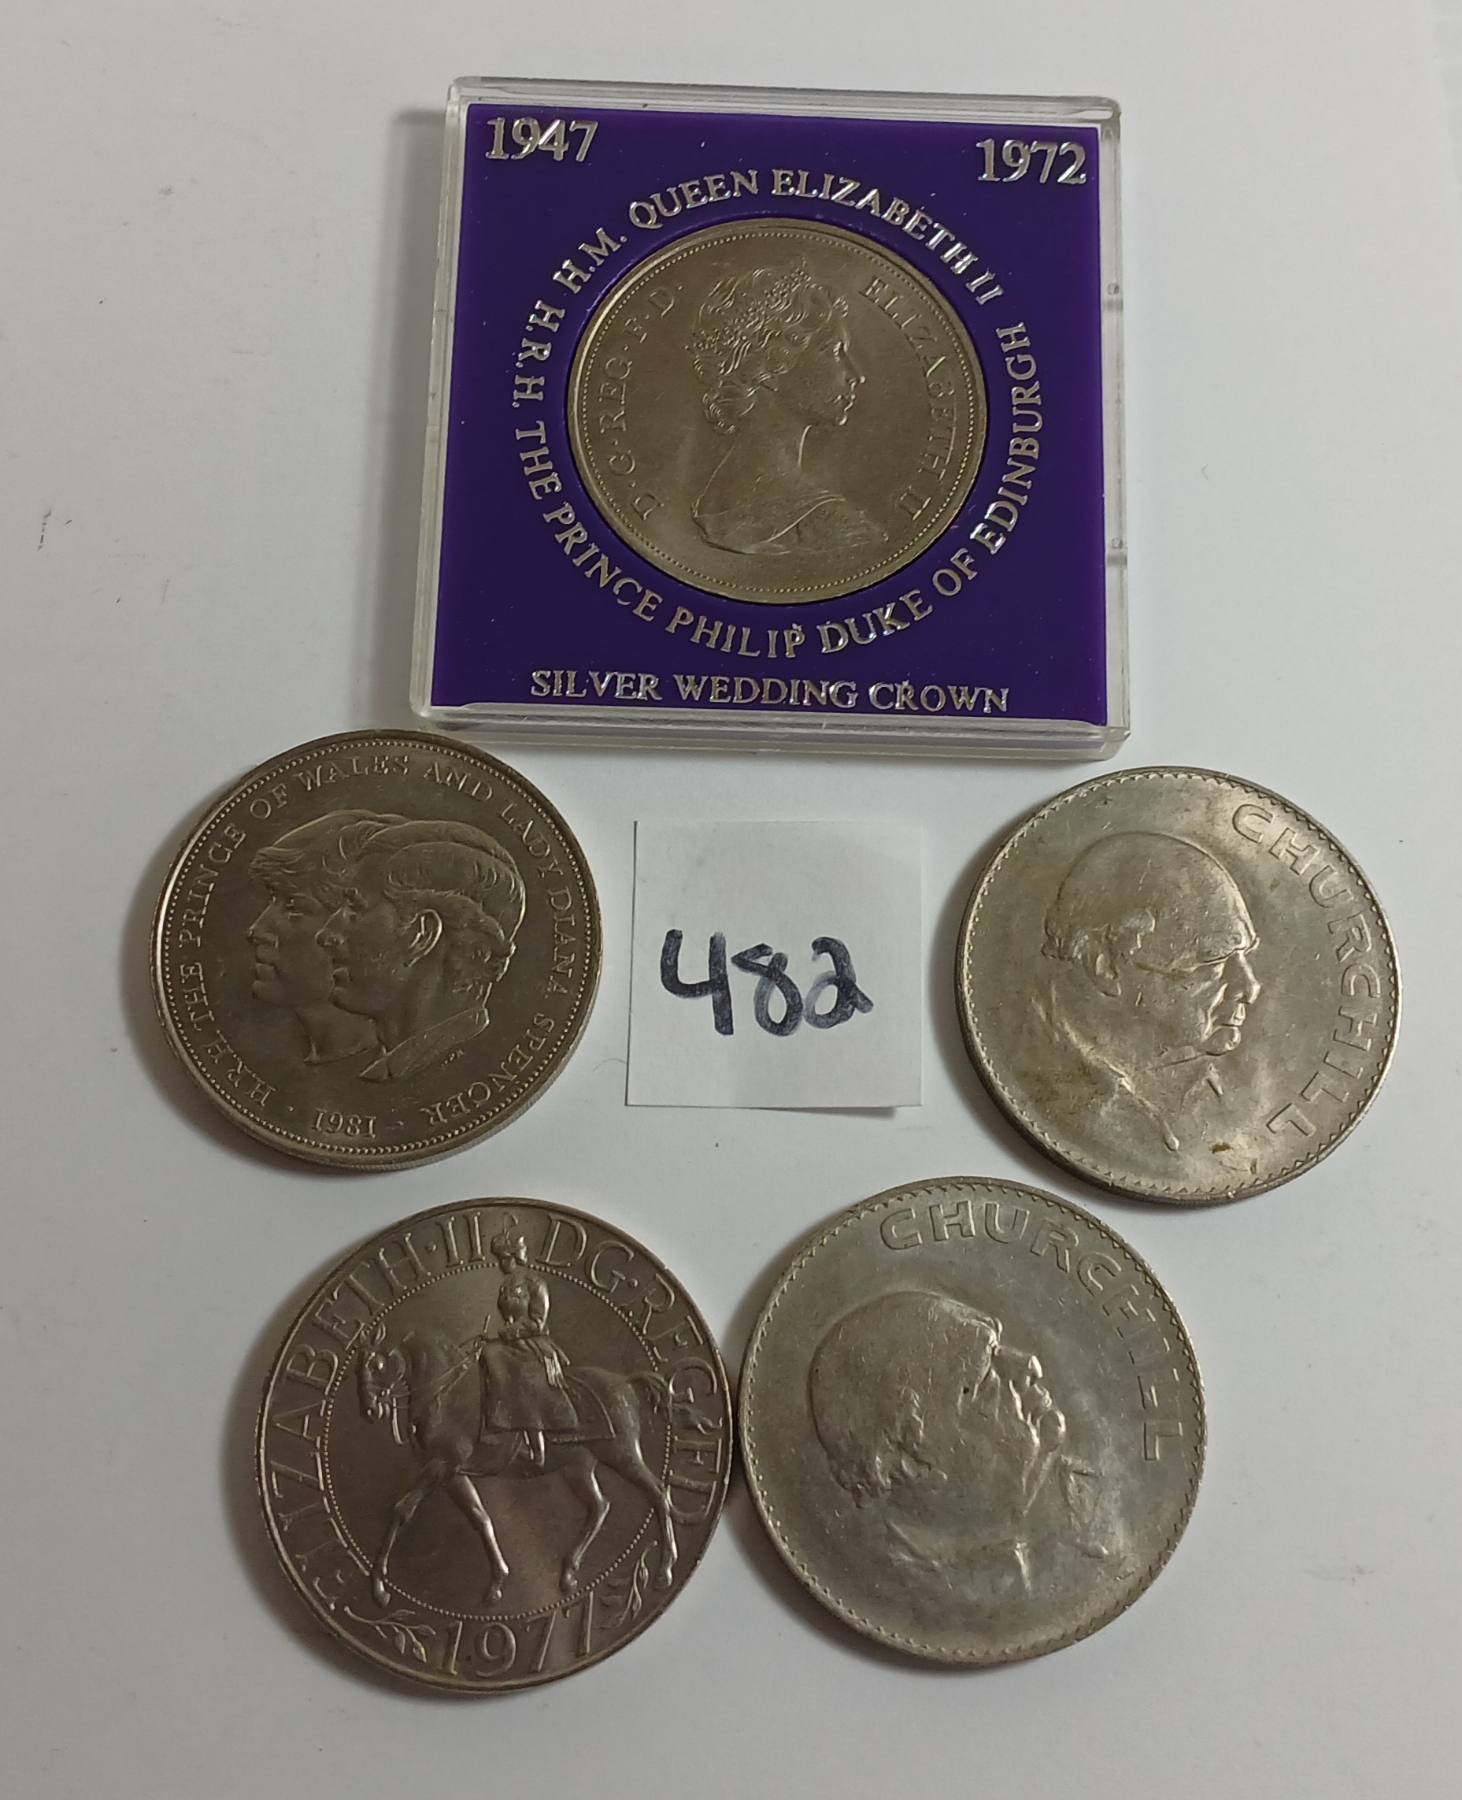 1947
1972
H.M. QUEEN ELIZABETH II
H.R.H. THE PRINCE PHILIP DUKE OF EDINBURGH
D·G·REG·F·D· ELIZABETH II
SILVER WEDDING CROWN
H.R.H. THE PRINCE OF WALES AND LADY DIANA SPENCER
· 1981 ·
482
CHURCHILL
ELIZABETH·II DG·REG·FD
1977
CHURCHILL